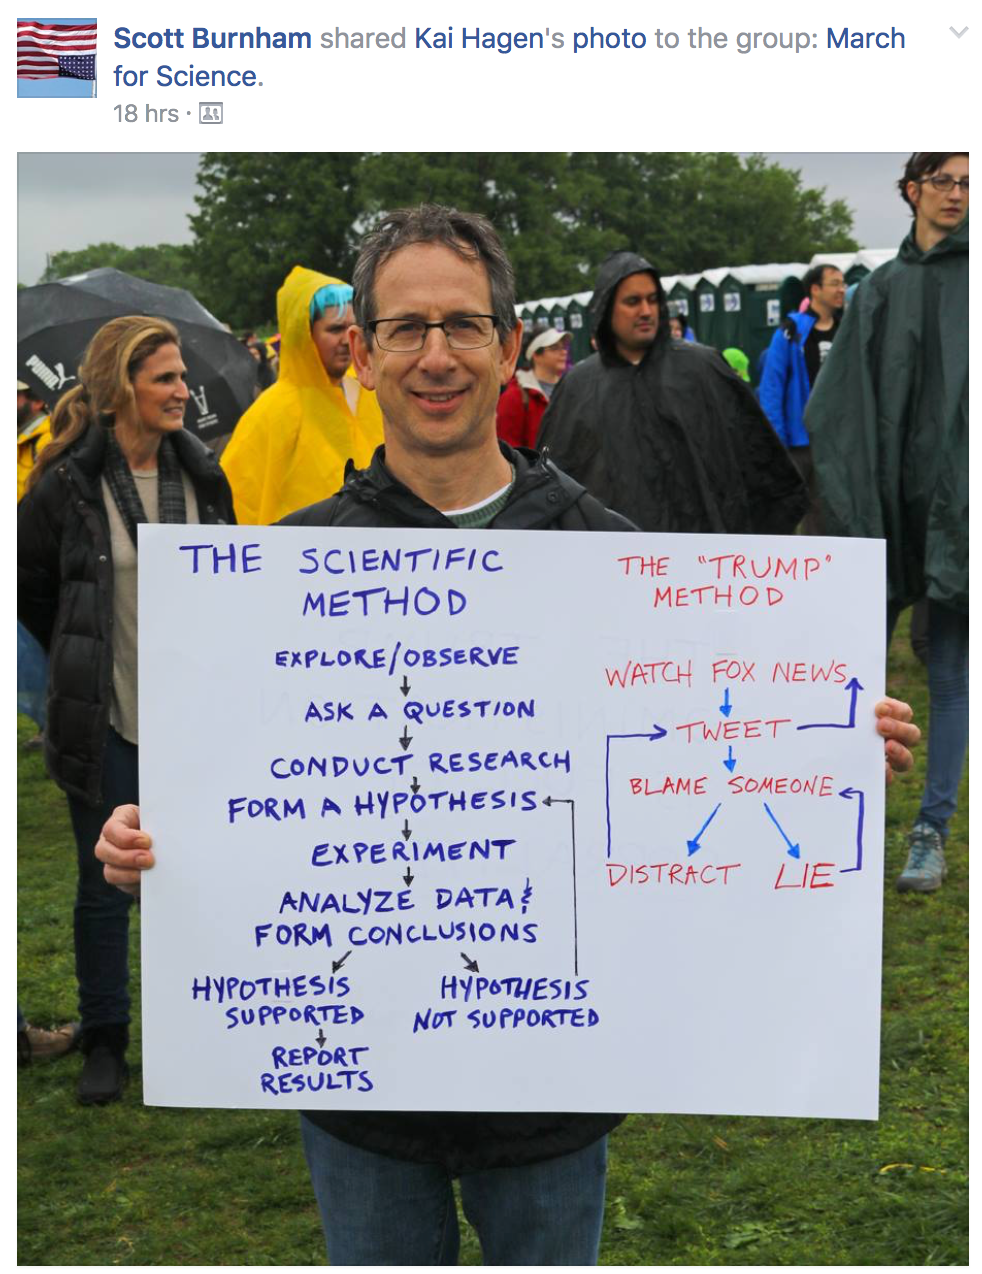 Scott Burnham shared Kai Hagen's photo to the group: March
for Science.
18 hrs ·
PUMA
THE SCIENTIFIC
METHOD
EXPLORE/OBSERVE
ASK A QUESTION
CONDUCT RESEARCH
FORM A HYPOTHESIS
EXPERIMENT
ANALYZE DATA &
FORM CONCLUSIONS
HYPOTHESIS
SUPPORTED
HYPOTHESIS
NOT SUPPORTED
REPORT
RESULTS
THE "TRUMP"
METHOD
WATCH FOX NEWS
TWEET
BLAME SOMEONE
DISTRACT
LIE